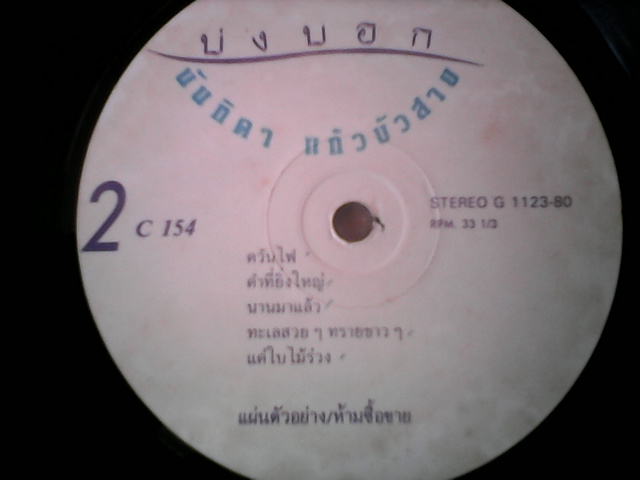 บ่งบอก
นันทิดา แก้วบัวสาย
2 C 154
STEREO G 1123-80
RPM. 33 1/3
ควันไฟ
คำที่ยิ่งใหญ่
นานมาแล้ว
ทะเลสวย ๆ ทรายขาว ๆ
แค่ใบไม้ร่วง
แผ่นตัวอย่าง/ห้ามซื้อขาย